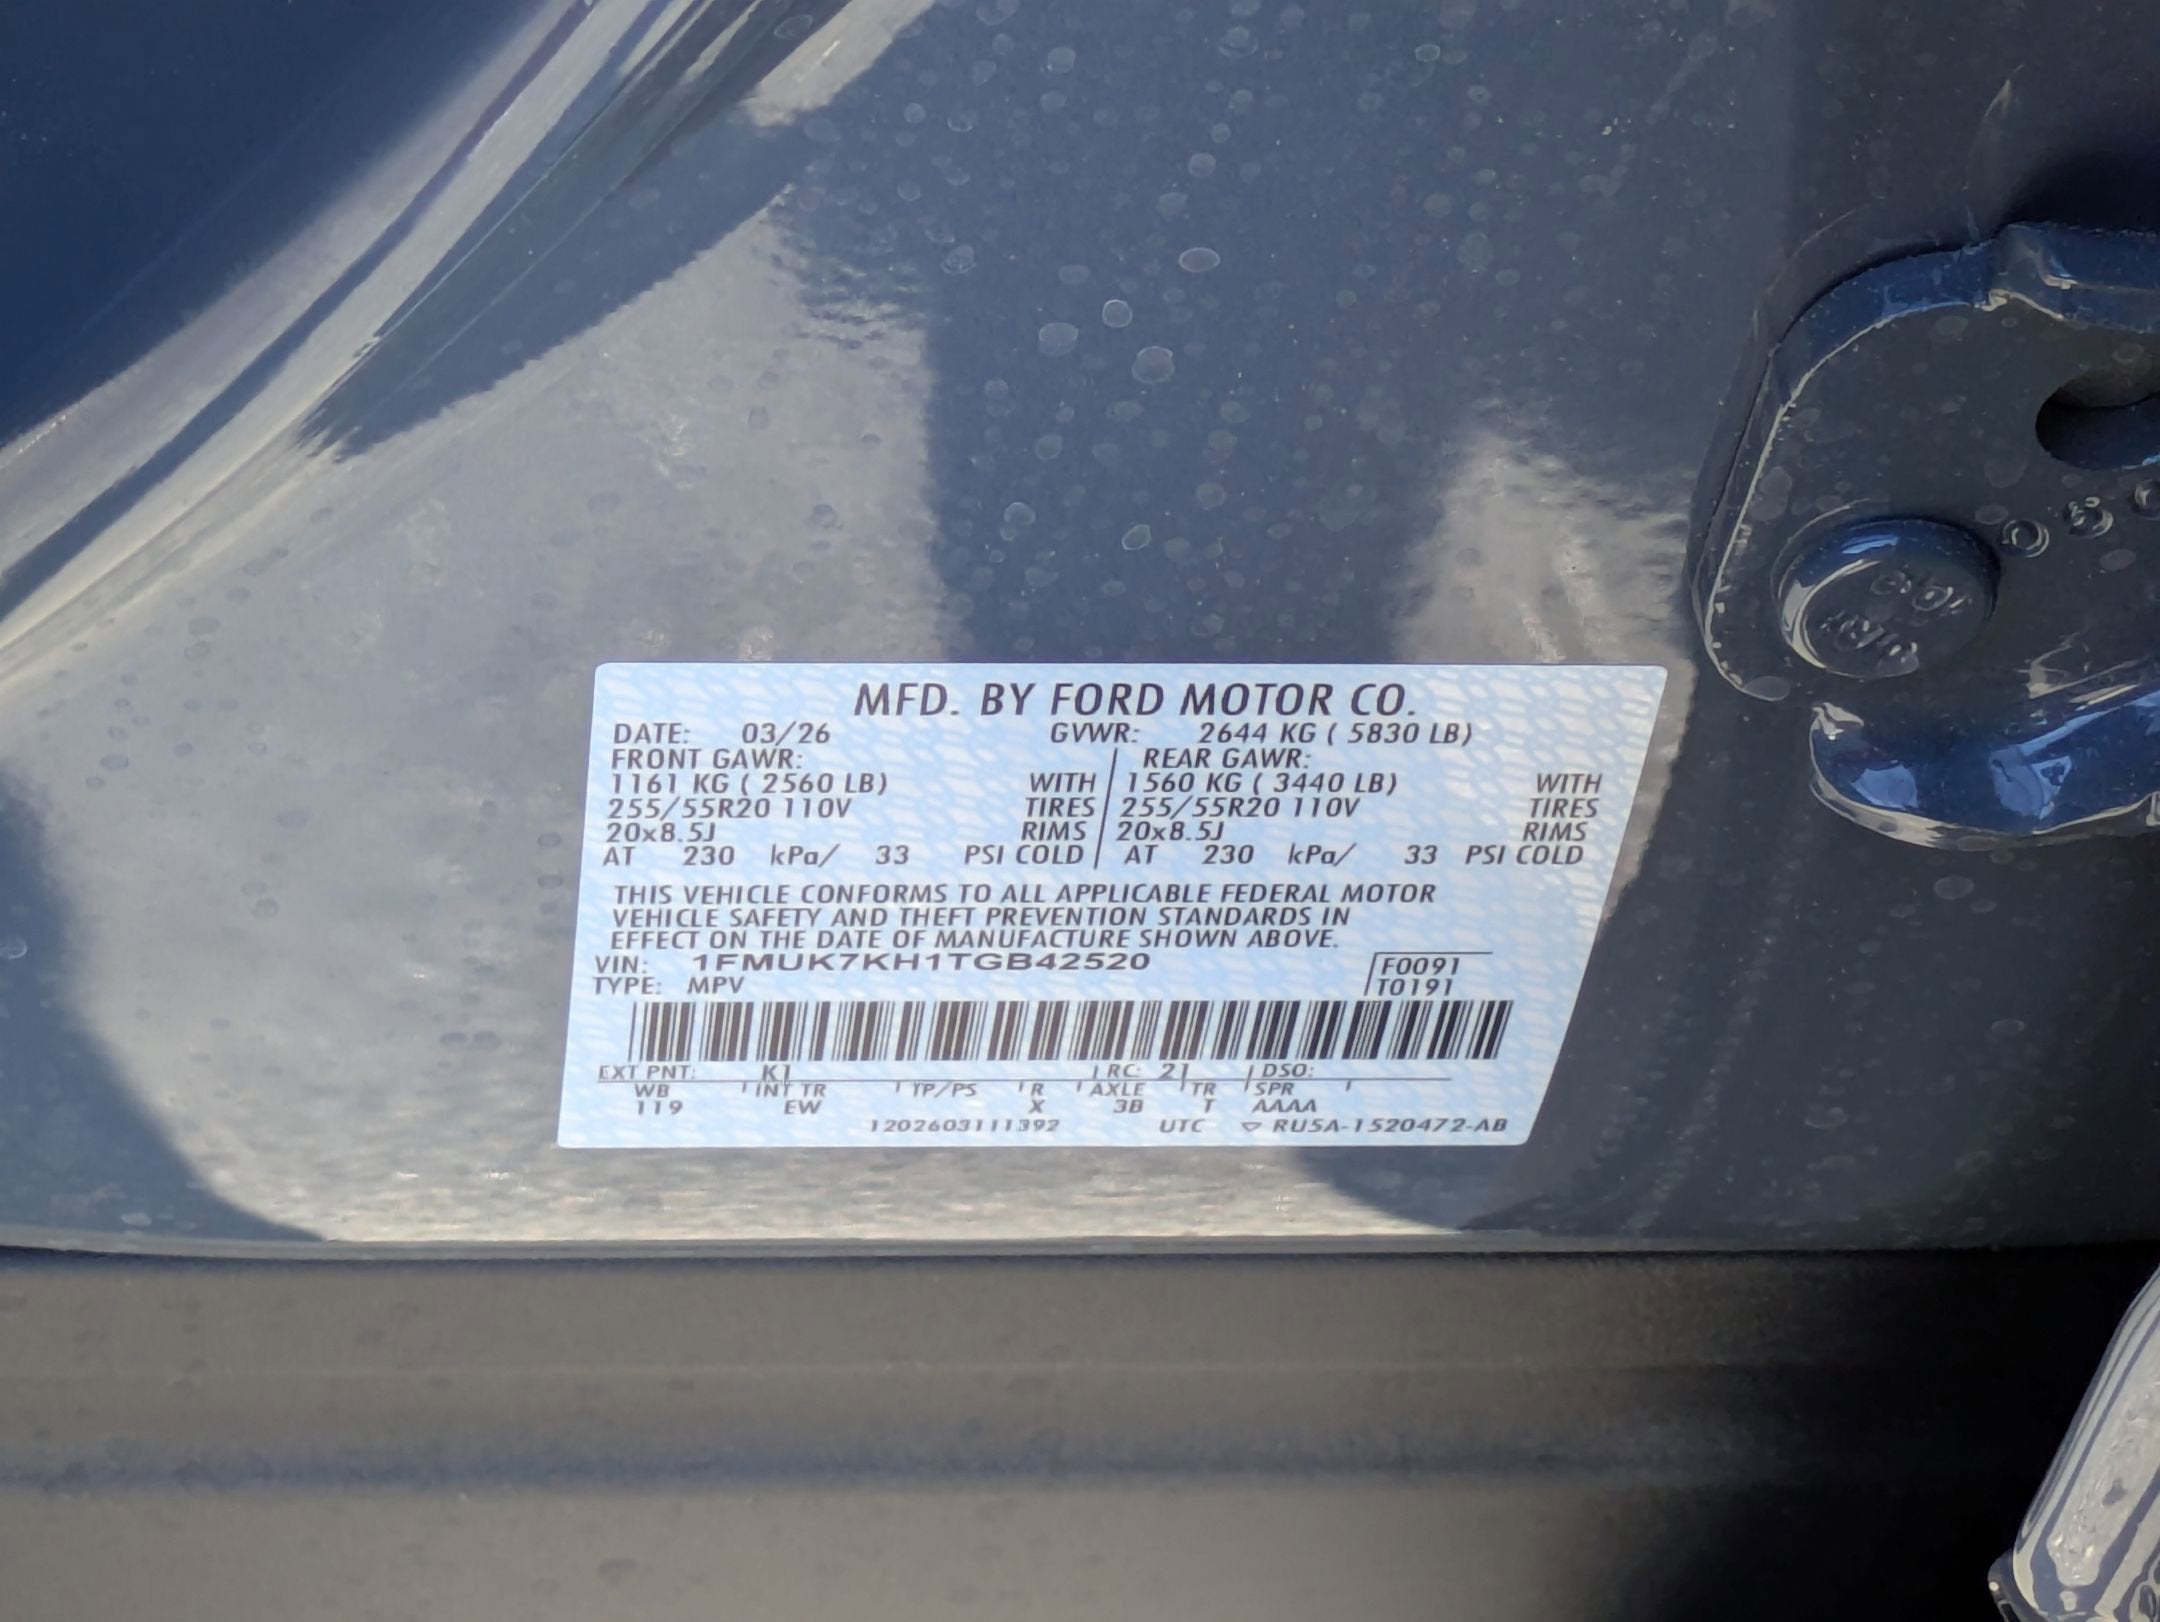 MFD. BY FORD MOTOR CO.
DATE: 03/26 GVWR: 2644 KG ( 5830 LB)
FRONT GAWR: REAR GAWR:
1161 KG ( 2560 LB) WITH 1560 KG ( 3440 LB) WITH
255/55R20 110V TIRES 255/55R20 110V TIRES
20x8.5J RIMS 20x8.5J RIMS
AT 230 kPa/ 33 PSI COLD AT 230 kPa/ 33 PSI COLD
THIS VEHICLE CONFORMS TO ALL APPLICABLE FEDERAL MOTOR
VEHICLE SAFETY AND THEFT PREVENTION STANDARDS IN
EFFECT ON THE DATE OF MANUFACTURE SHOWN ABOVE.
VIN: 1FMUK7KH1TGB42520 F0091
TYPE: MPV T0191
EXT PNT: K1 RC: 21 DSO:
WB INT TR TP/PS R AXLE TR SPR
119 EW X 3B T AAAA
1202603111392 UTC RU5A-1520472-AB